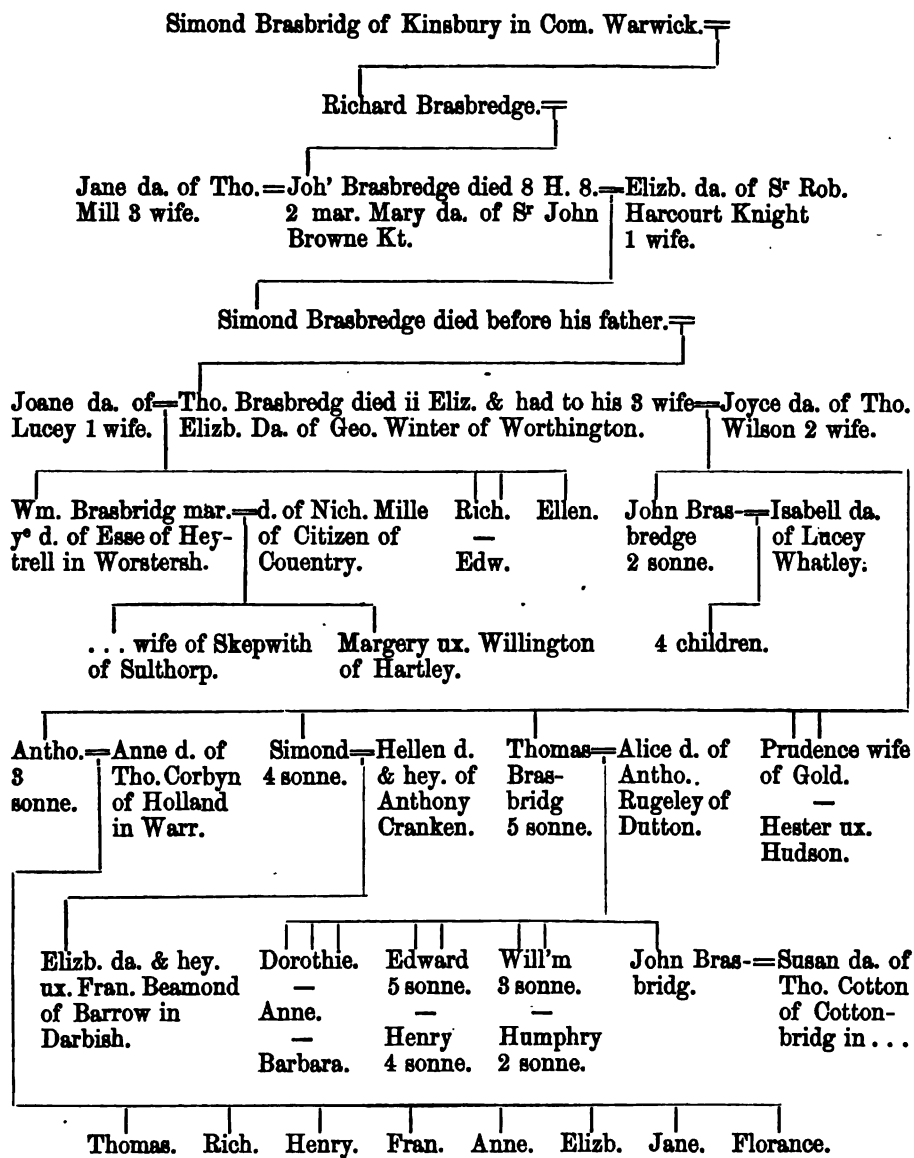 Simond Brasbridg of Kinsbury in Com. Warwick.=
Richard Brasbredge.=
Jane da. of Tho.
Mill 3 wife.
=Joh' Brasbredge died 8 H. 8.=
2 mar. Mary da. of Sr John
Browne Kt.
Elizb. da. of Sr Rob.
Harcourt Knight
1 wife.
Simond Brasbredge died before his father.=
Joane da. of
Lucey 1 wife.
=Tho. Brasbredg died ii Eliz. & had to his 3 wife=
Elizb. Da. of Geo. Winter of Worthington.
Joyce da. of Tho.
Wilson 2 wife.
Wm. Brasbridg mar.
ye d. of Esse of Hey-
trell in Worstersh.
=d. of Nich. Mille
of Citizen of
Couentry.
Rich.
—
Edw.
Ellen.
John Bras-
bredge
2 sonne.
=Isabell da.
of Lucey
Whatley.
... wife of Skepwith
of Sulthorp.
Margery ux. Willington
of Hartley.
4 children.
Antho.
3
sonne.
=Anne d. of
Tho. Corbyn
of Holland
in Warr.
Simond
4 sonne.
=Hellen d.
& hey. of
Anthony
Cranken.
Thomas
Bras-
bridg
5 sonne.
=Alice d. of
Antho.
Rugeley of
Dutton.
Prudence wife
of Gold.
—
Hester ux.
Hudson.
Elizb. da. & hey.
ux. Fran. Beamond
of Barrow in
Darbish.
Dorothie.
—
Anne.
—
Barbara.
Edward
5 sonne.
—
Henry
4 sonne.
Will'm
3 sonne.
—
Humphry
2 sonne.
John Bras-
bridg.
=Susan da. of
Tho. Cotton
of Cotton-
bridg in ...
Thomas. Rich. Henry. Fran. Anne. Elizb. Jane. Florance.